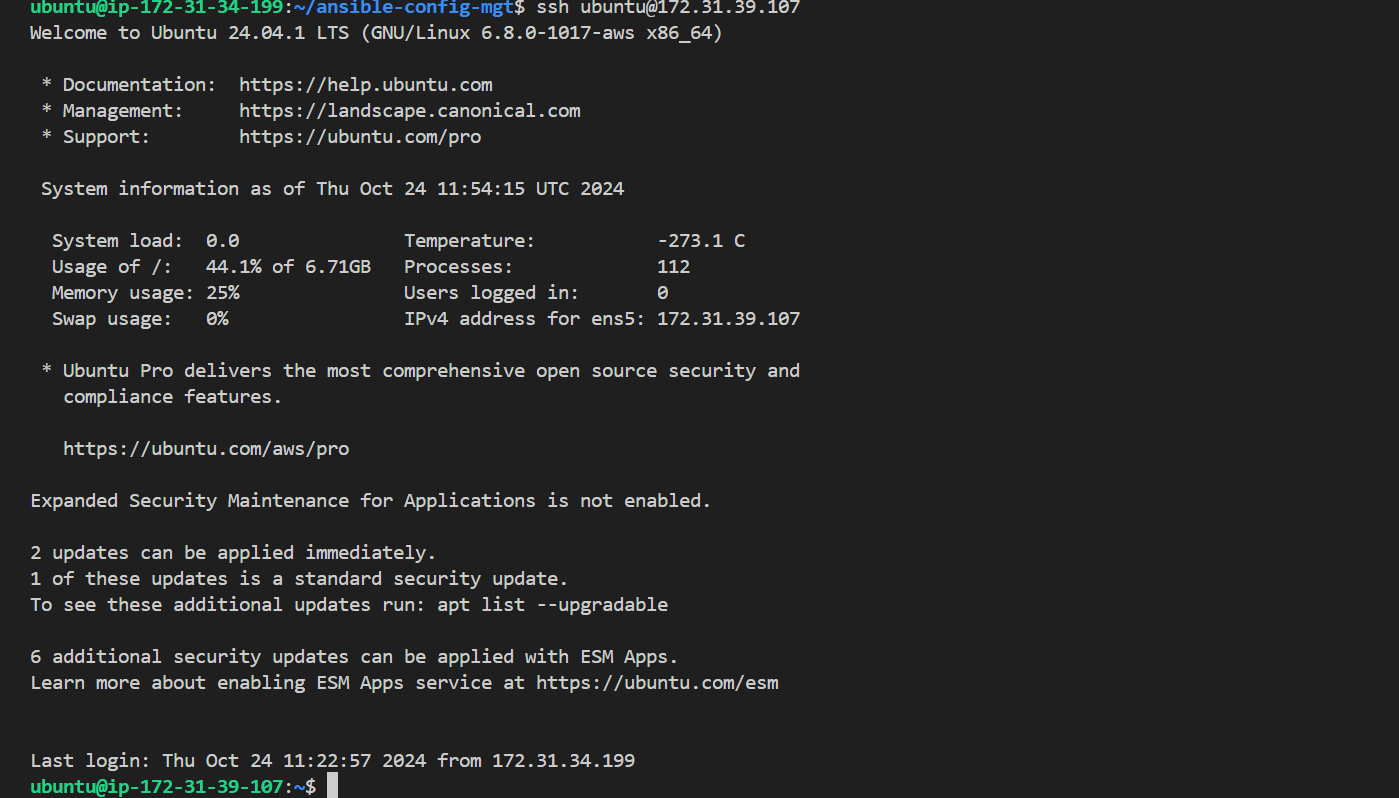 ubuntu@ip-172-31-34-199:~/ansible-config-mgt$ ssh ubuntu@172.31.39.107
Welcome to Ubuntu 24.04.1 LTS (GNU/Linux 6.8.0-1017-aws x86_64)
* Documentation:  https://help.ubuntu.com
* Management:     https://landscape.canonical.com
* Support:        https://ubuntu.com/pro
System information as of Thu Oct 24 11:54:15 UTC 2024
System load:  0.0               Temperature:           -273.1 C
Usage of /:   44.1% of 6.71GB   Processes:             112
Memory usage: 25%               Users logged in:       0
Swap usage:   0%                IPv4 address for ens5: 172.31.39.107
* Ubuntu Pro delivers the most comprehensive open source security and
compliance features.
https://ubuntu.com/aws/pro
Expanded Security Maintenance for Applications is not enabled.
2 updates can be applied immediately.
1 of these updates is a standard security update.
To see these additional updates run: apt list --upgradable
6 additional security updates can be applied with ESM Apps.
Learn more about enabling ESM Apps service at https://ubuntu.com/esm
Last login: Thu Oct 24 11:22:57 2024 from 172.31.34.199
ubuntu@ip-172-31-39-107:~$